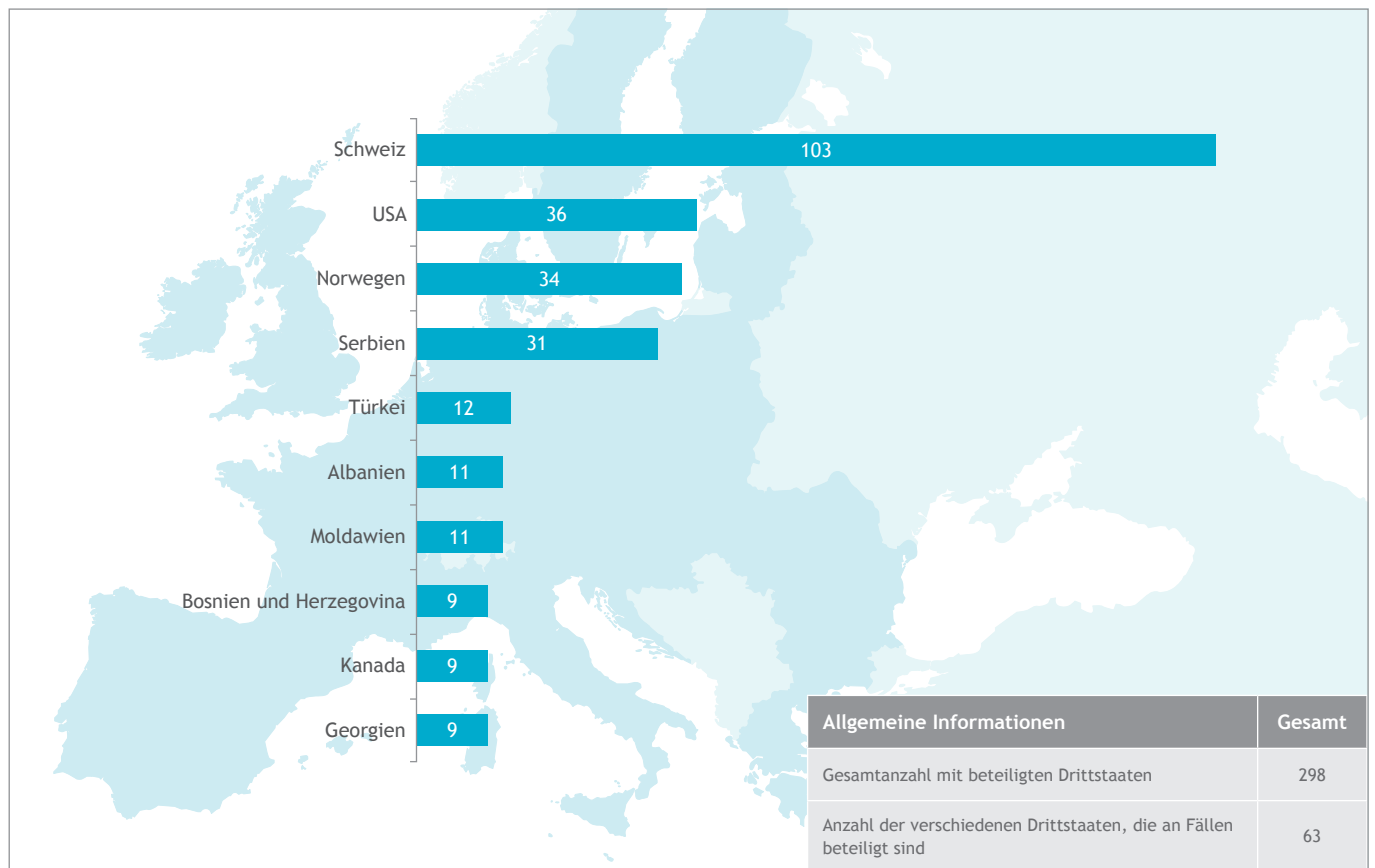 Schweiz 103
USA 36
Norwegen 34
Serbien 31
Türkei 12
Albanien 11
Moldawien 11
Bosnien und Herzegovina 9
Kanada 9
Georgien 9
Allgemeine Informationen Gesamt
Gesamtanzahl mit beteiligten Drittstaaten 298
Anzahl der verschiedenen Drittstaaten, die an Fällen
beteiligt sind 63